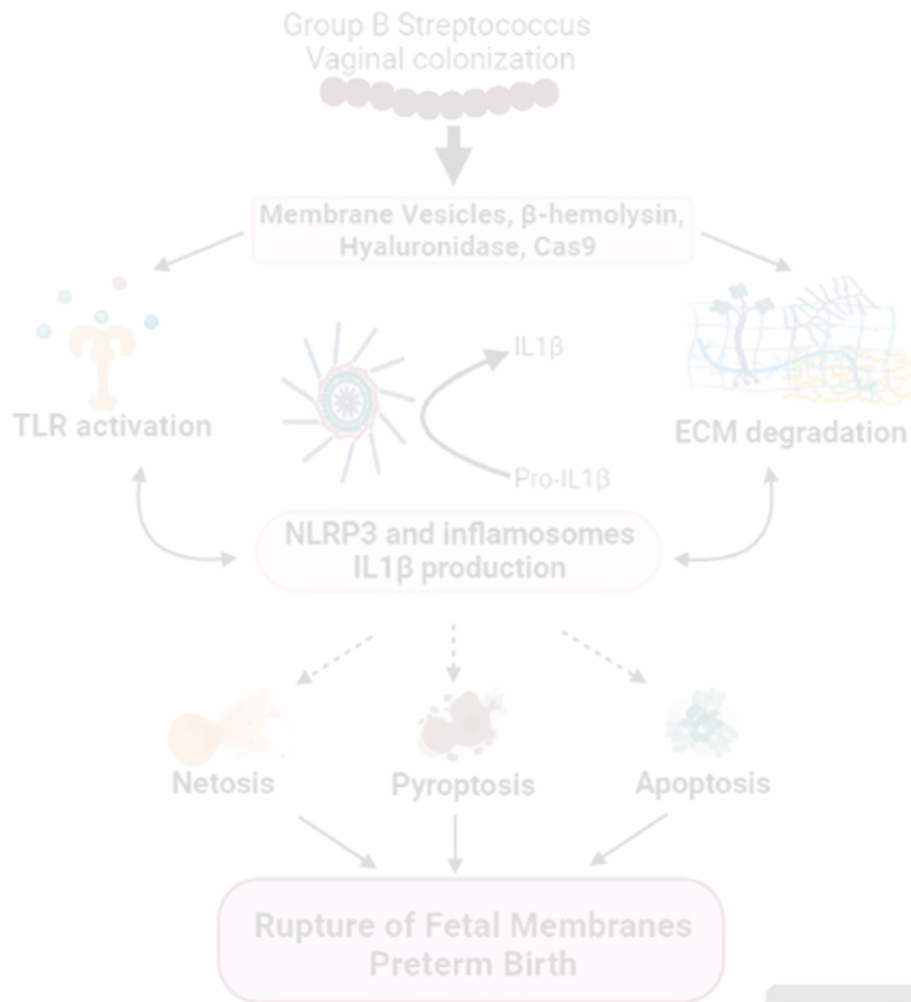 Group B Streptococcus
Vaginal colonization
Membrane Vesicles, β-hemolysin,
Hyaluronidase, Cas9
IL1β
TLR activation
ECM degradation
Pro-IL1β
NLRP3 and inflamosomes
IL1β production
Netosis
Pyroptosis
Apoptosis
Rupture of Fetal Membranes
Preterm Birth